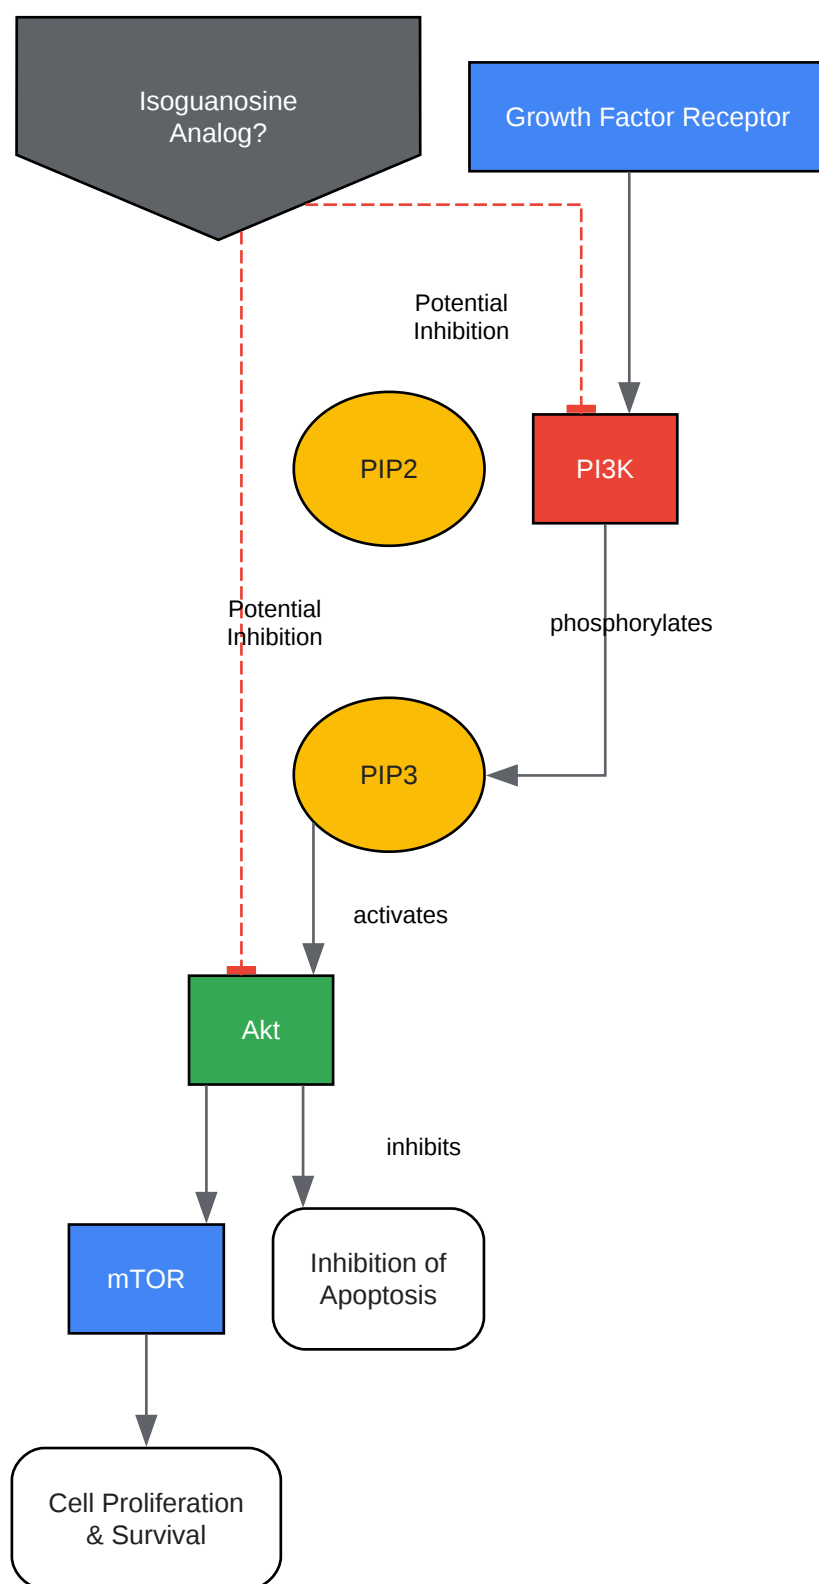 Isoguanosine
Analog?
Growth Factor Receptor
Potential
Inhibition
PIP2
PI3K
Potential
Inhibition
phosphorylates
PIP3
activates
Akt
inhibits
mTOR
Inhibition of
Apoptosis
Cell Proliferation
& Survival